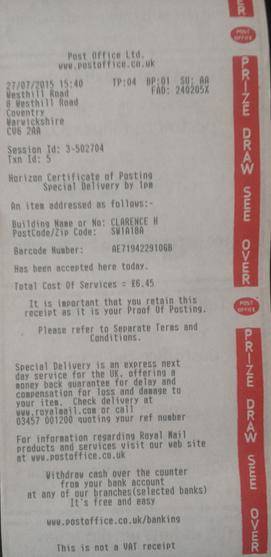 Post Office Ltd.
www.postoffice.co.uk
27/07/2015 15:40 TP:04 BP:01 SU: AA
Westhill Road FAD: 240205X
8 Westhill Road
Coventry
Warwickshire
CV6 2AA
Session Id: 3-502704
Txn Id: 5
Horizon Certificate of Posting
Special Delivery by 1pm
An item addressed as follows:-
Building Name or No: CLARENCE H
PostCode/Zip Code: SW1A1BA
Barcode Number: AE7194229106B
Has been accepted here today.
Total Cost Of Services = £6.45
It is important that you retain this
receipt as it is your Proof Of Posting.
Please refer to Separate Terms and
Conditions.
Special Delivery is an express next
day service for the UK, offering a
money back guarantee for delay and
compensation for loss and damage to
your item. Check delivery at
www.royalmail.com or call
03457 001200 quoting your ref number
For information regarding Royal Mail
products and services visit our web site
at www.postoffice.co.uk
Withdraw cash over the counter
from your bank account
at any of our branches(selected banks)
It's free and easy
www.postoffice.co.uk/banking
This is not a VAT receipt
ER
POST OFFICE
PRIZE DRAW SEE OVER
POST OFFICE
PRIZE DRAW SEE OVER